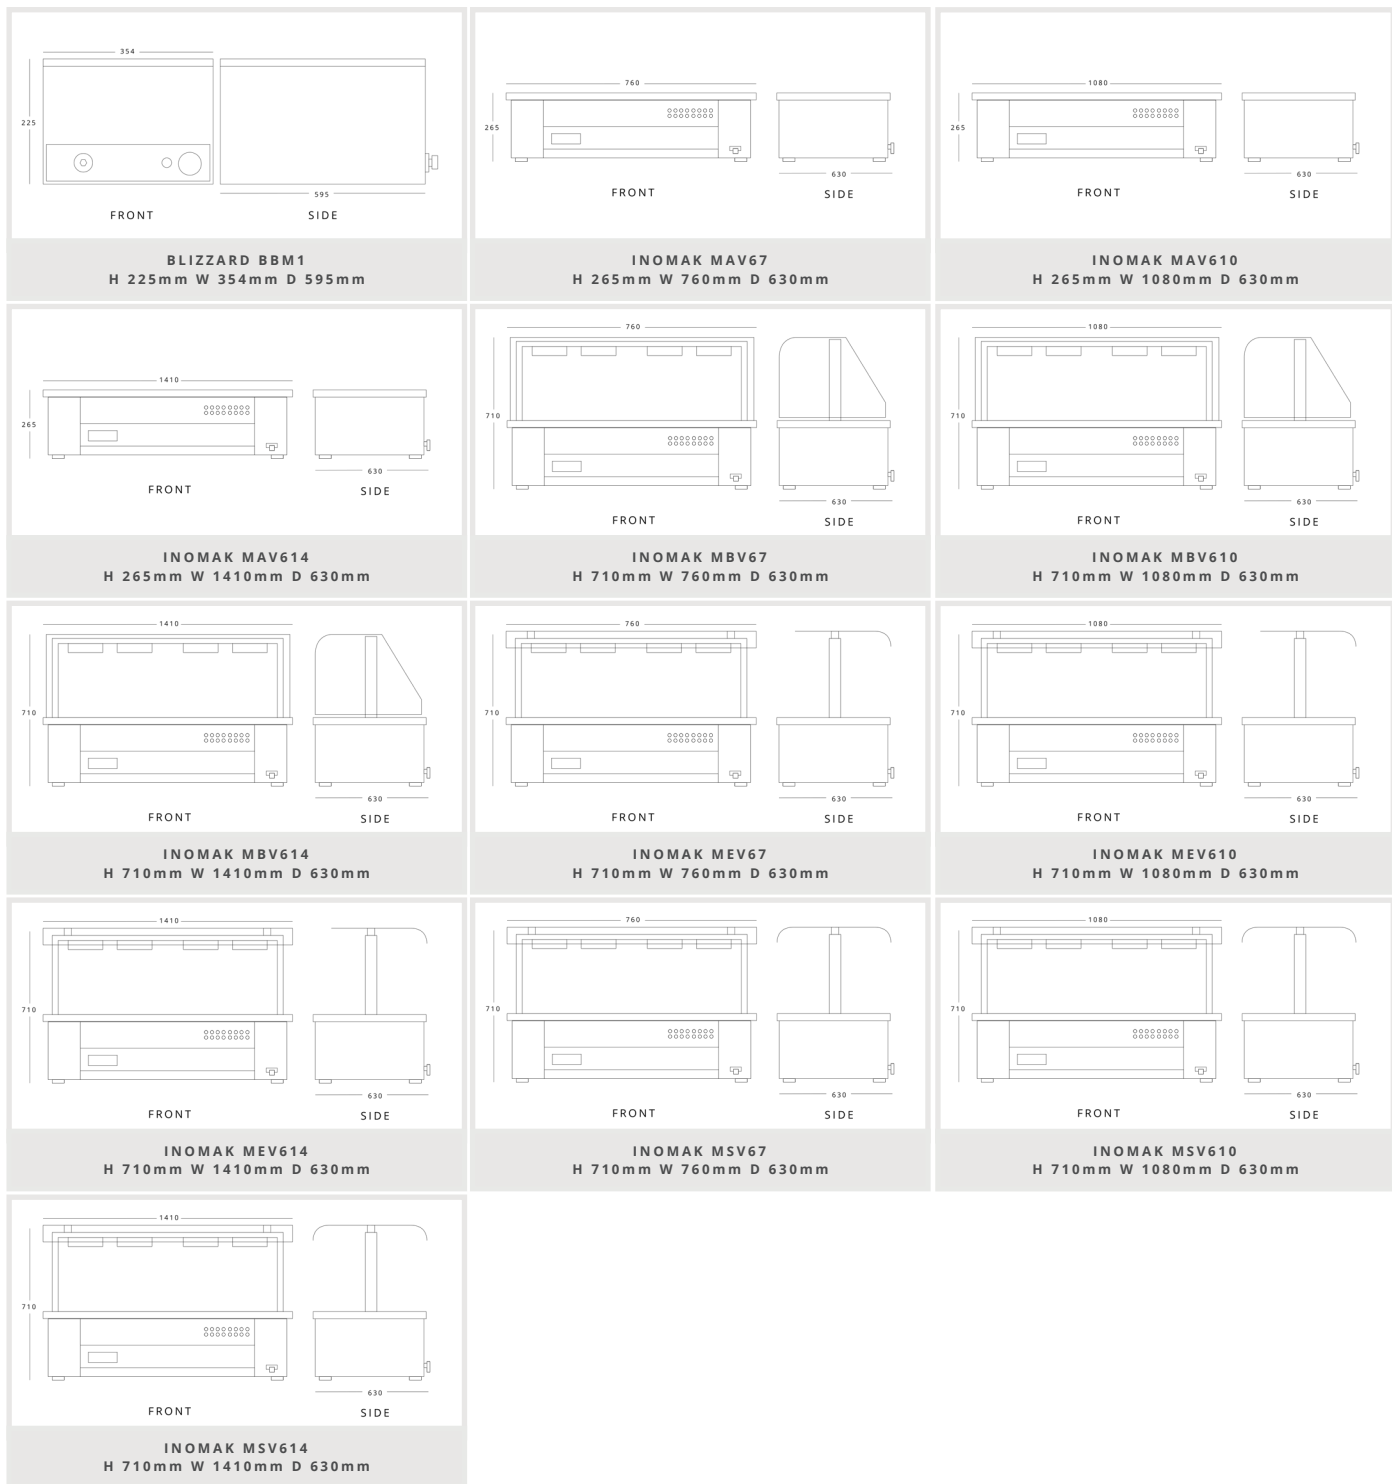 354
225
595
FRONT
SIDE
BLIZZARD BBM1
H 225mm W 354mm D 595mm
760
265
630
FRONT
SIDE
INOMAK MAV67
H 265mm W 760mm D 630mm
1080
265
630
FRONT
SIDE
INOMAK MAV610
H 265mm W 1080mm D 630mm
1410
265
630
FRONT
SIDE
INOMAK MAV614
H 265mm W 1410mm D 630mm
760
710
630
FRONT
SIDE
INOMAK MBV67
H 710mm W 760mm D 630mm
1080
710
630
FRONT
SIDE
INOMAK MBV610
H 710mm W 1080mm D 630mm
1410
710
630
FRONT
SIDE
INOMAK MBV614
H 710mm W 1410mm D 630mm
760
710
630
FRONT
SIDE
INOMAK MEV67
H 710mm W 760mm D 630mm
1080
710
630
FRONT
SIDE
INOMAK MEV610
H 710mm W 1080mm D 630mm
1410
710
630
FRONT
SIDE
INOMAK MEV614
H 710mm W 1410mm D 630mm
760
710
630
FRONT
SIDE
INOMAK MSV67
H 710mm W 760mm D 630mm
1080
710
630
FRONT
SIDE
INOMAK MSV610
H 710mm W 1080mm D 630mm
1410
710
630
FRONT
SIDE
INOMAK MSV614
H 710mm W 1410mm D 630mm